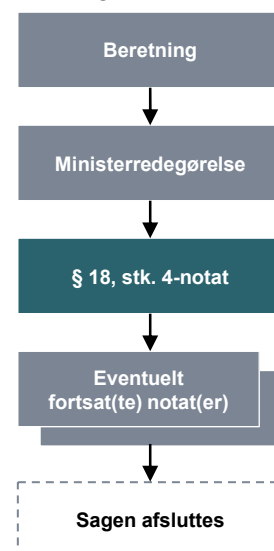 Beretning
Ministerredegørelse
§ 18, stk. 4-notat
Eventuelt
fortsat(te) notat(er)
Sagen afsluttes